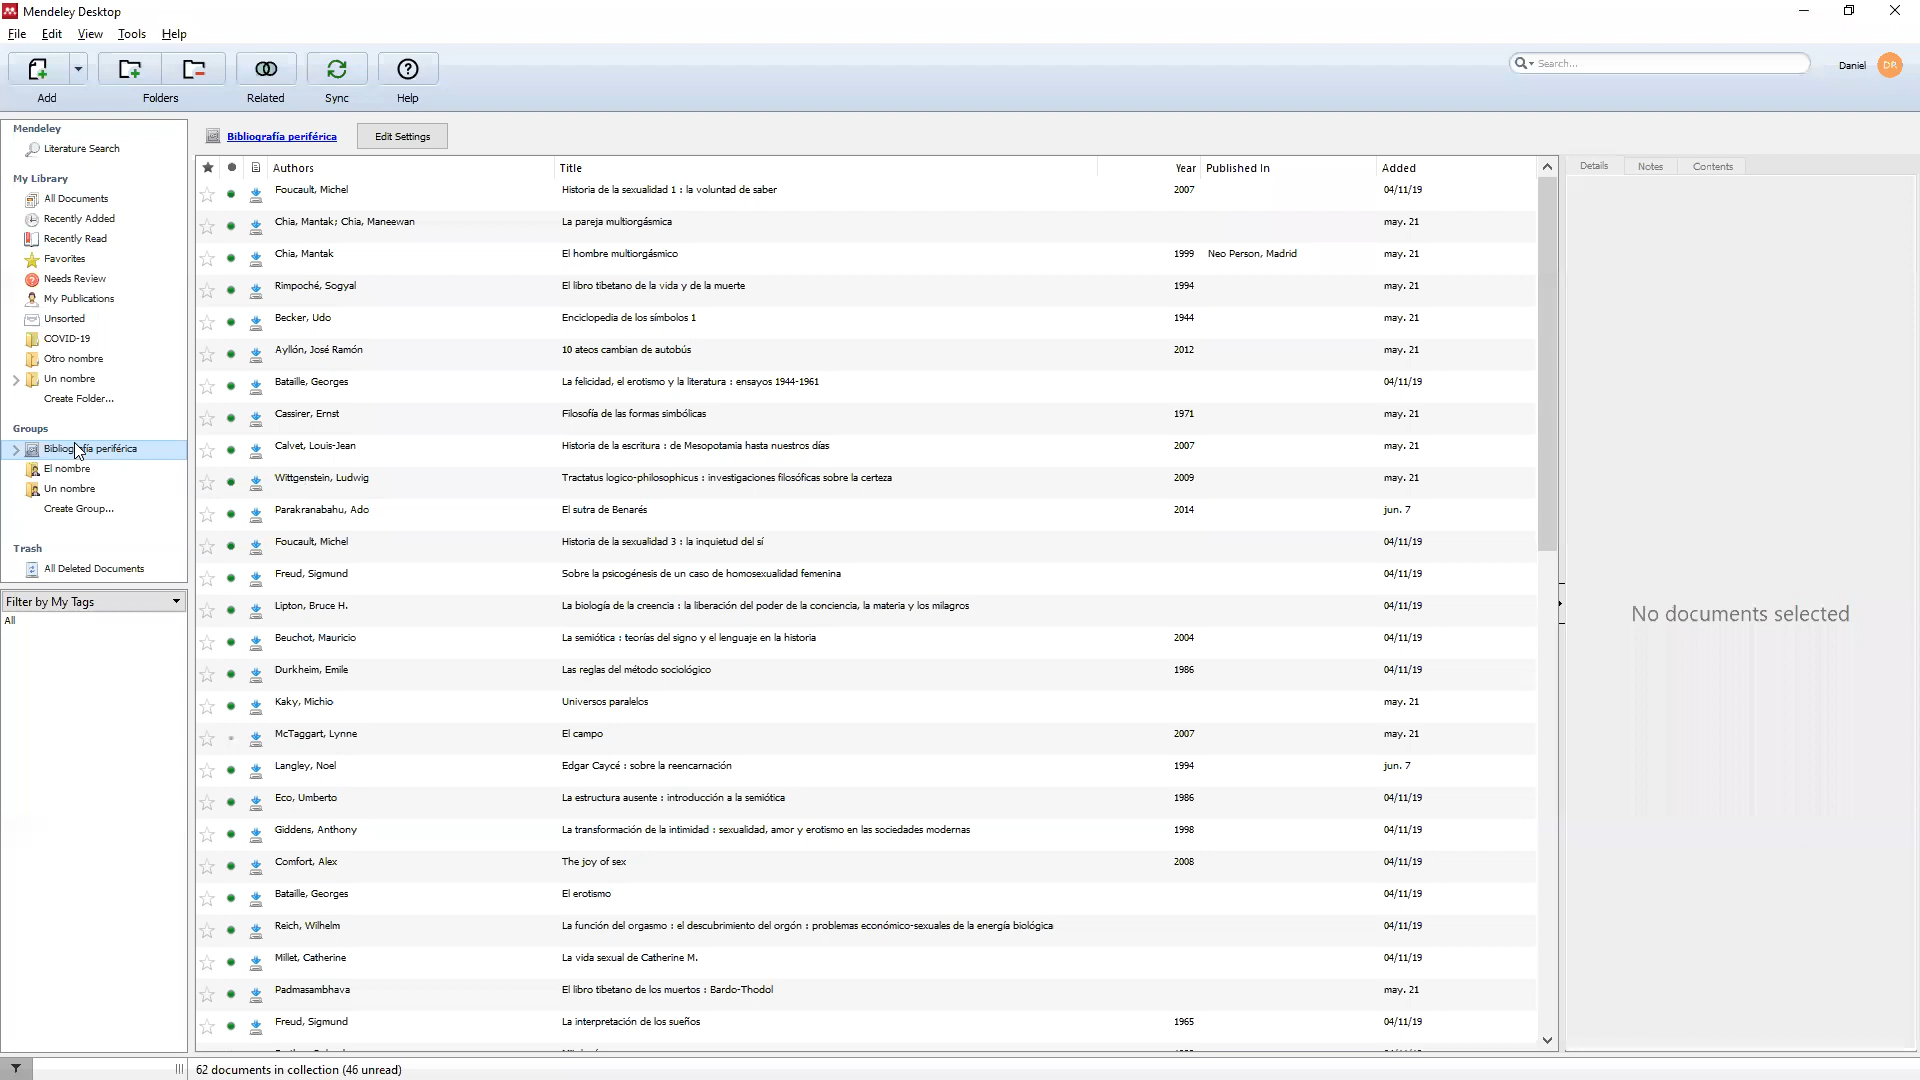 Mendeley Desktop
File Edit View Tools Help
Add Folders Related Sync Help
Search...
Daniel DR
Mendeley
Literature Search
My Library
All Documents
Recently Added
Recently Read
Favorites
Needs Review
My Publications
Unsorted
COVID-19
Otro nombre
Un nombre
Create Folder...
Groups
Bibliografía periférica
El nombre
Un nombre
Create Group...
Trash
All Deleted Documents
Filter by My Tags
All
Bibliografía periférica Edit Settings
Authors Title Year Published In Added
Foucault, Michel Historia de la sexualidad 1 : la voluntad de saber 2007 04/11/19
Chia, Mantak; Chia, Maneewan La pareja multiorgásmica may. 21
Chia, Mantak El hombre multiorgásmico 1999 Neo Person, Madrid may. 21
Rimpoché, Sogyal El libro tibetano de la vida y de la muerte 1994 may. 21
Becker, Udo Enciclopedia de los símbolos 1 1944 may. 21
Ayllón, José Ramón 10 ateos cambian de autobús 2012 may. 21
Bataille, Georges La felicidad, el erotismo y la literatura : ensayos 1944-1961 04/11/19
Cassirer, Ernst Filosofía de las formas simbólicas 1971 may. 21
Calvet, Louis-Jean Historia de la escritura : de Mesopotamia hasta nuestros días 2007 may. 21
Wittgenstein, Ludwig Tractatus logico-philosophicus : investigaciones filosóficas sobre la certeza 2009 may. 21
Parakranabahu, Ado El sutra de Benarés 2014 jun. 7
Foucault, Michel Historia de la sexualidad 3 : la inquietud del sí 04/11/19
Freud, Sigmund Sobre la psicogénesis de un caso de homosexualidad femenina 04/11/19
Lipton, Bruce H. La biología de la creencia : la liberación del poder de la conciencia, la materia y los milagros 04/11/19
Beuchot, Mauricio La semiótica : teorías del signo y el lenguaje en la historia 2004 04/11/19
Durkheim, Emile Las reglas del método sociológico 1986 04/11/19
Kaky, Michio Universos paralelos may. 21
McTaggart, Lynne El campo 2007 may. 21
Langley, Noel Edgar Caycé : sobre la reencarnación 1994 jun. 7
Eco, Umberto La estructura ausente : introducción a la semiótica 1986 04/11/19
Giddens, Anthony La transformación de la intimidad : sexualidad, amor y erotismo en las sociedades modernas 1998 04/11/19
Comfort, Alex The joy of sex 2008 04/11/19
Bataille, Georges El erotismo 04/11/19
Reich, Wilhelm La función del orgasmo : el descubrimiento del orgón : problemas económico-sexuales de la energía biológica 04/11/19
Millet, Catherine La vida sexual de Catherine M. 04/11/19
Padmasambhava El libro tibetano de los muertos : Bardo-Thodol may. 21
Freud, Sigmund La interpretación de los sueños 1965 04/11/19
Details Notes Contents
No documents selected
62 documents in collection (46 unread)